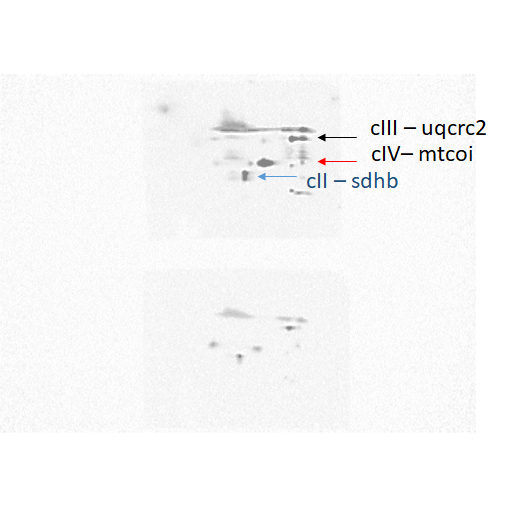 cIII – uqcrc2
cIV– mtcoi
cII – sdhb